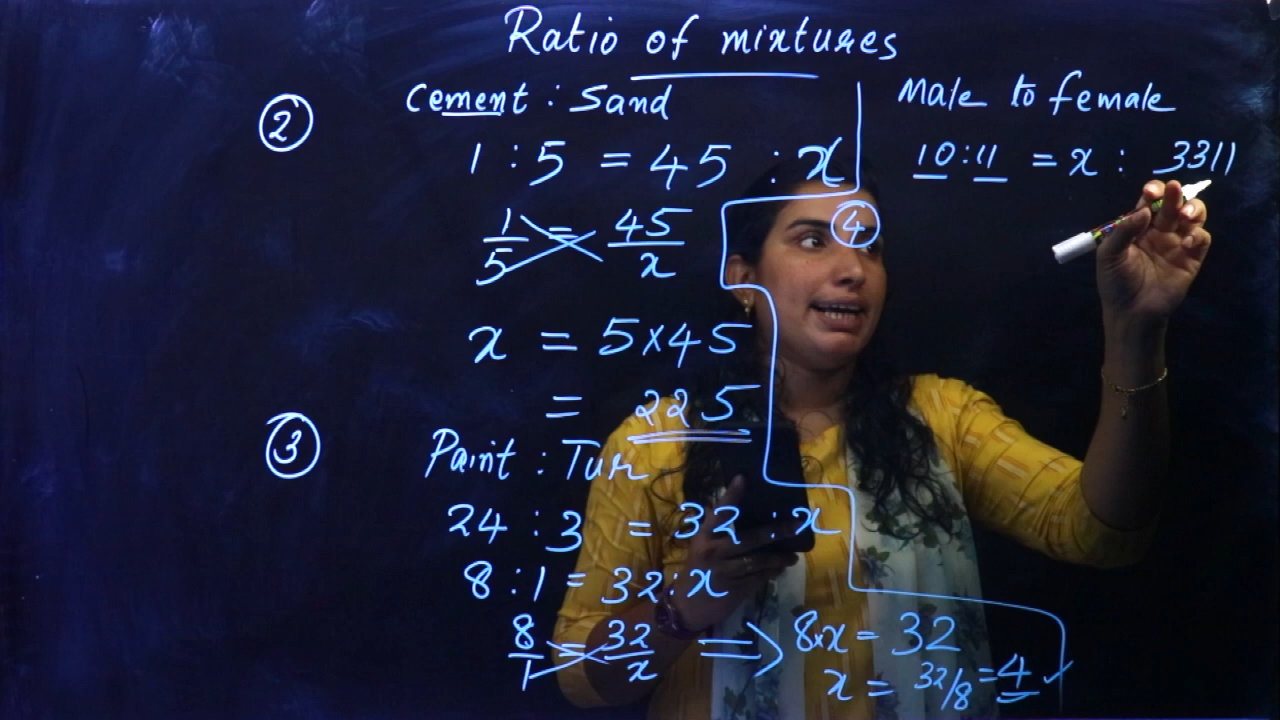 Ratio of mixtures
② Cement : Sand
1 : 5 = 45 : x
1/5 = 45/x
x = 5×45
= 225
③ Paint : Tur
24 : 3 = 32 : x
8 : 1 = 32 : x
8/1 = 32/x => 8×x = 32
x = 32/8 = 4 ✓
④ Male to female
10 : 11 = x : 3311